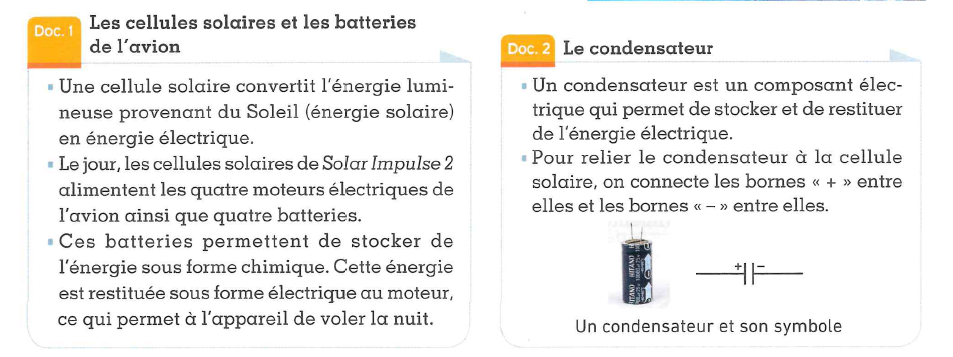 Doc. 1
Les cellules solaires et les batteries
de l'avion
Une cellule solaire convertit l'énergie lumi-
neuse provenant du Soleil (énergie solaire)
en énergie électrique.
Le jour, les cellules solaires de Solar Impulse 2
alimentent les quatre moteurs électriques de
l'avion ainsi que quatre batteries.
Ces batteries permettent de stocker de
l'énergie sous forme chimique. Cette énergie
est restituée sous forme électrique au moteur,
ce qui permet à l'appareil de voler la nuit.
Doc. 2
Le condensateur
Un condensateur est un composant élec-
trique qui permet de stocker et de restituer
de l'énergie électrique.
Pour relier le condensateur à la cellule
solaire, on connecte les bornes « + » entre
elles et les bornes « – » entre elles.
HITANO
+ –
Un condensateur et son symbole